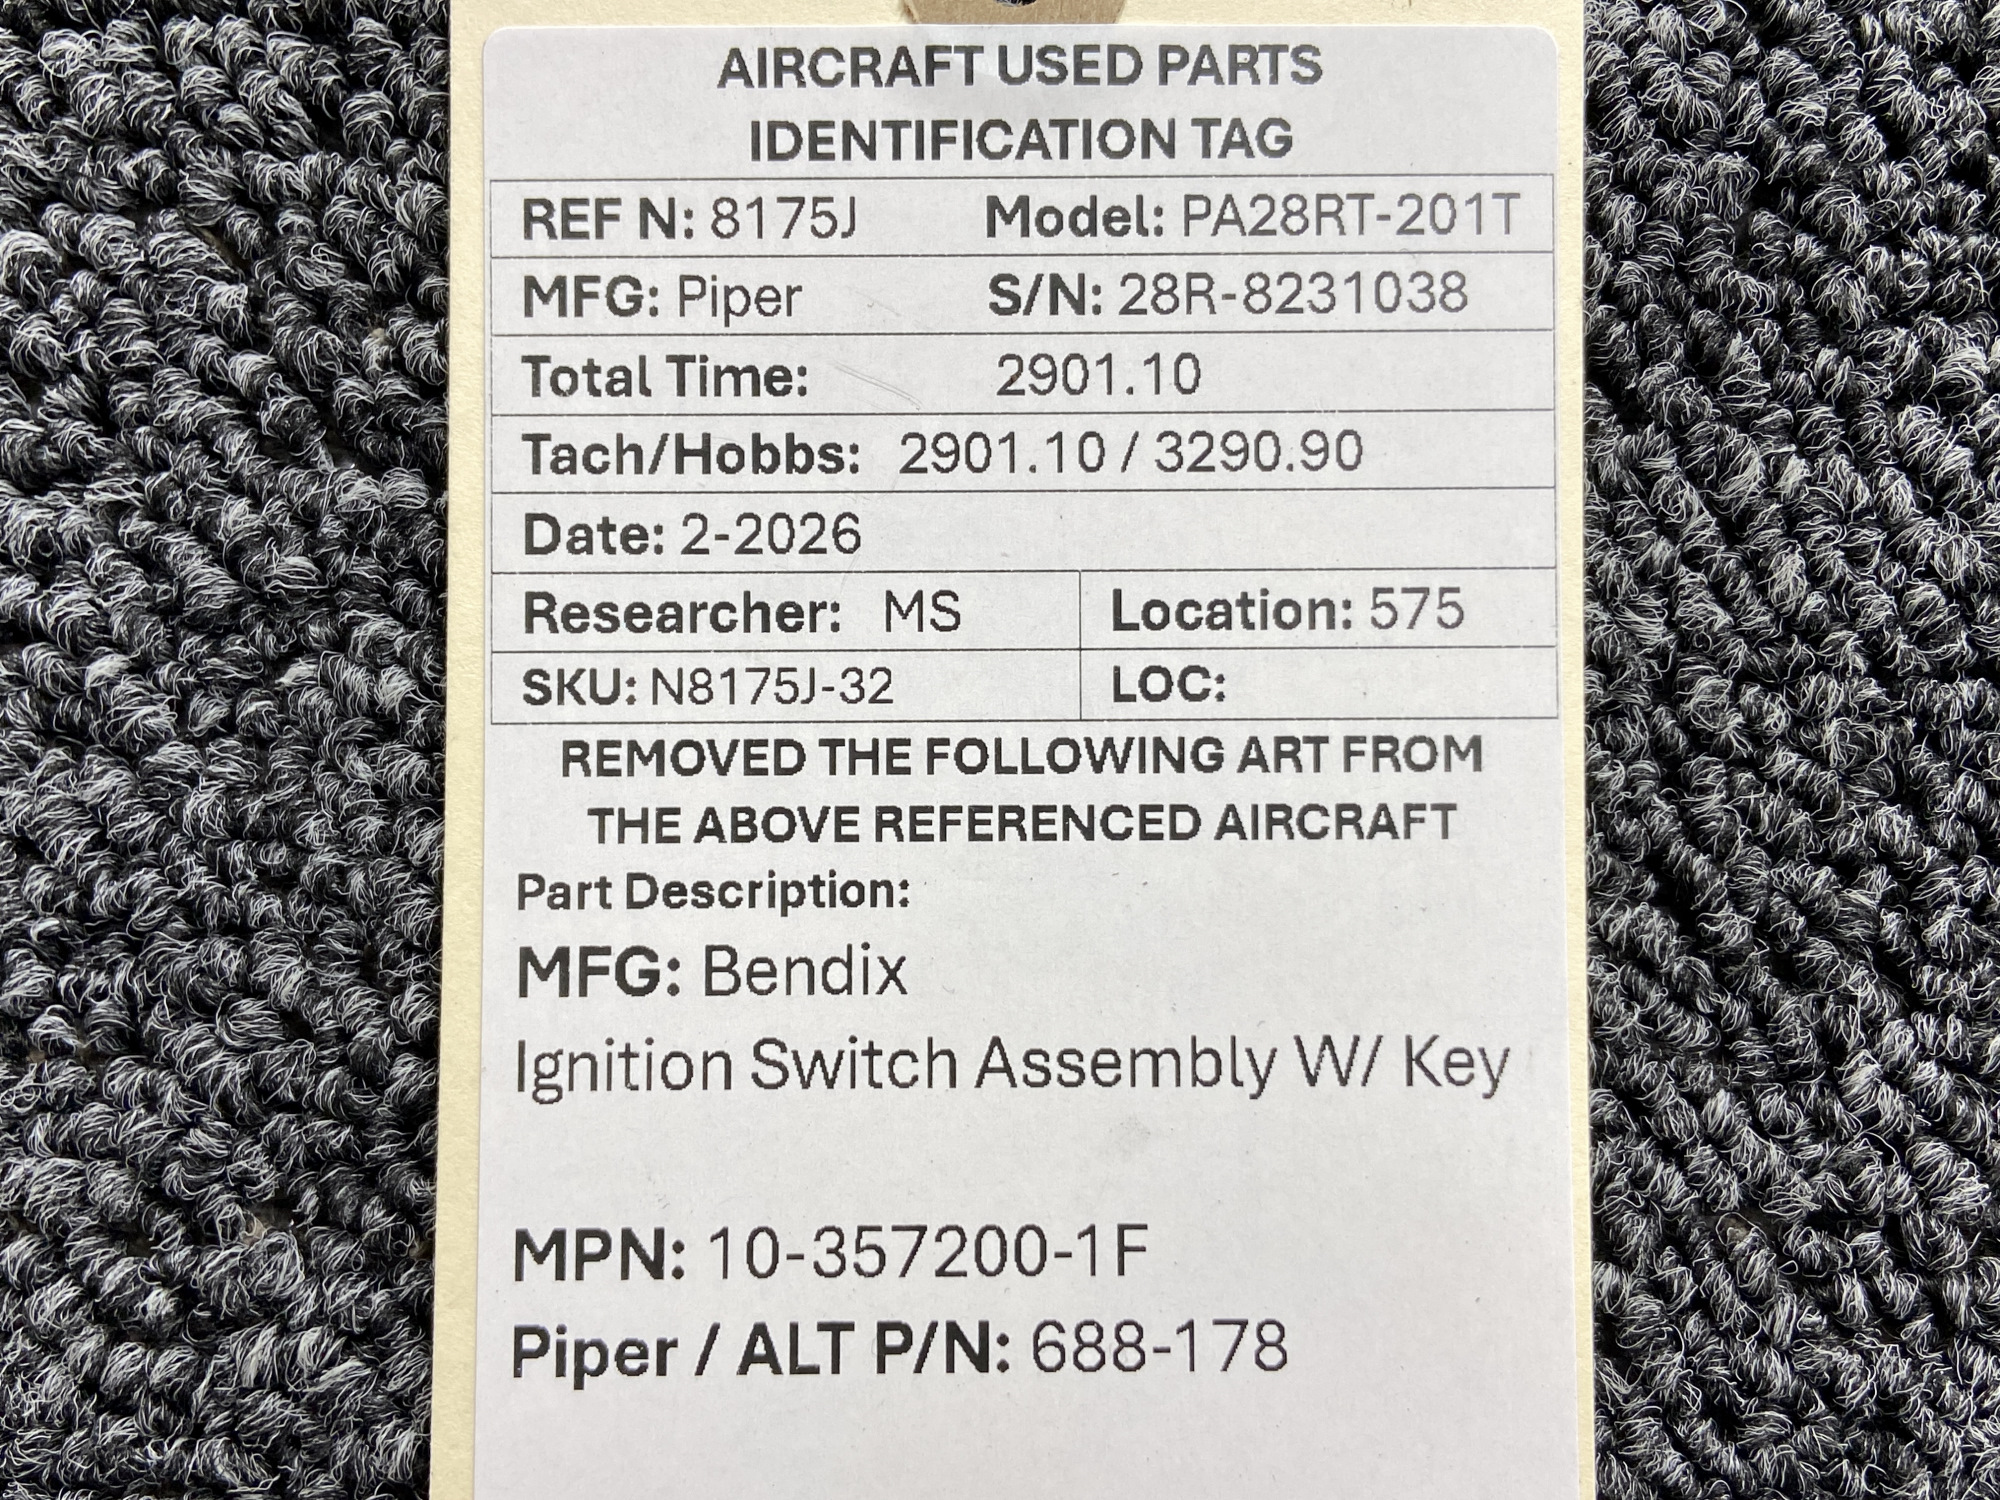 AIRCRAFT USED PARTS
IDENTIFICATION TAG
REF N: 8175J Model: PA28RT-201T
MFG: Piper S/N: 28R-8231038
Total Time: 2901.10
Tach/Hobbs: 2901.10 / 3290.90
Date: 2-2026
Researcher: MS Location: 575
SKU: N8175J-32 LOC:
REMOVED THE FOLLOWING ART FROM
THE ABOVE REFERENCED AIRCRAFT
Part Description:
MFG: Bendix
Ignition Switch Assembly W/ Key
MPN: 10-357200-1F
Piper / ALT P/N: 688-178